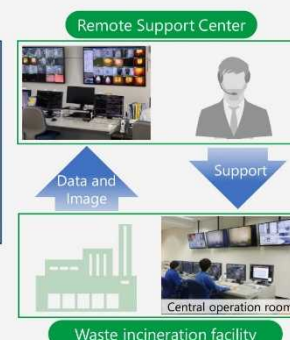 Remote Support Center
Data and
Image
Support
Central operation room
Waste incineration facility